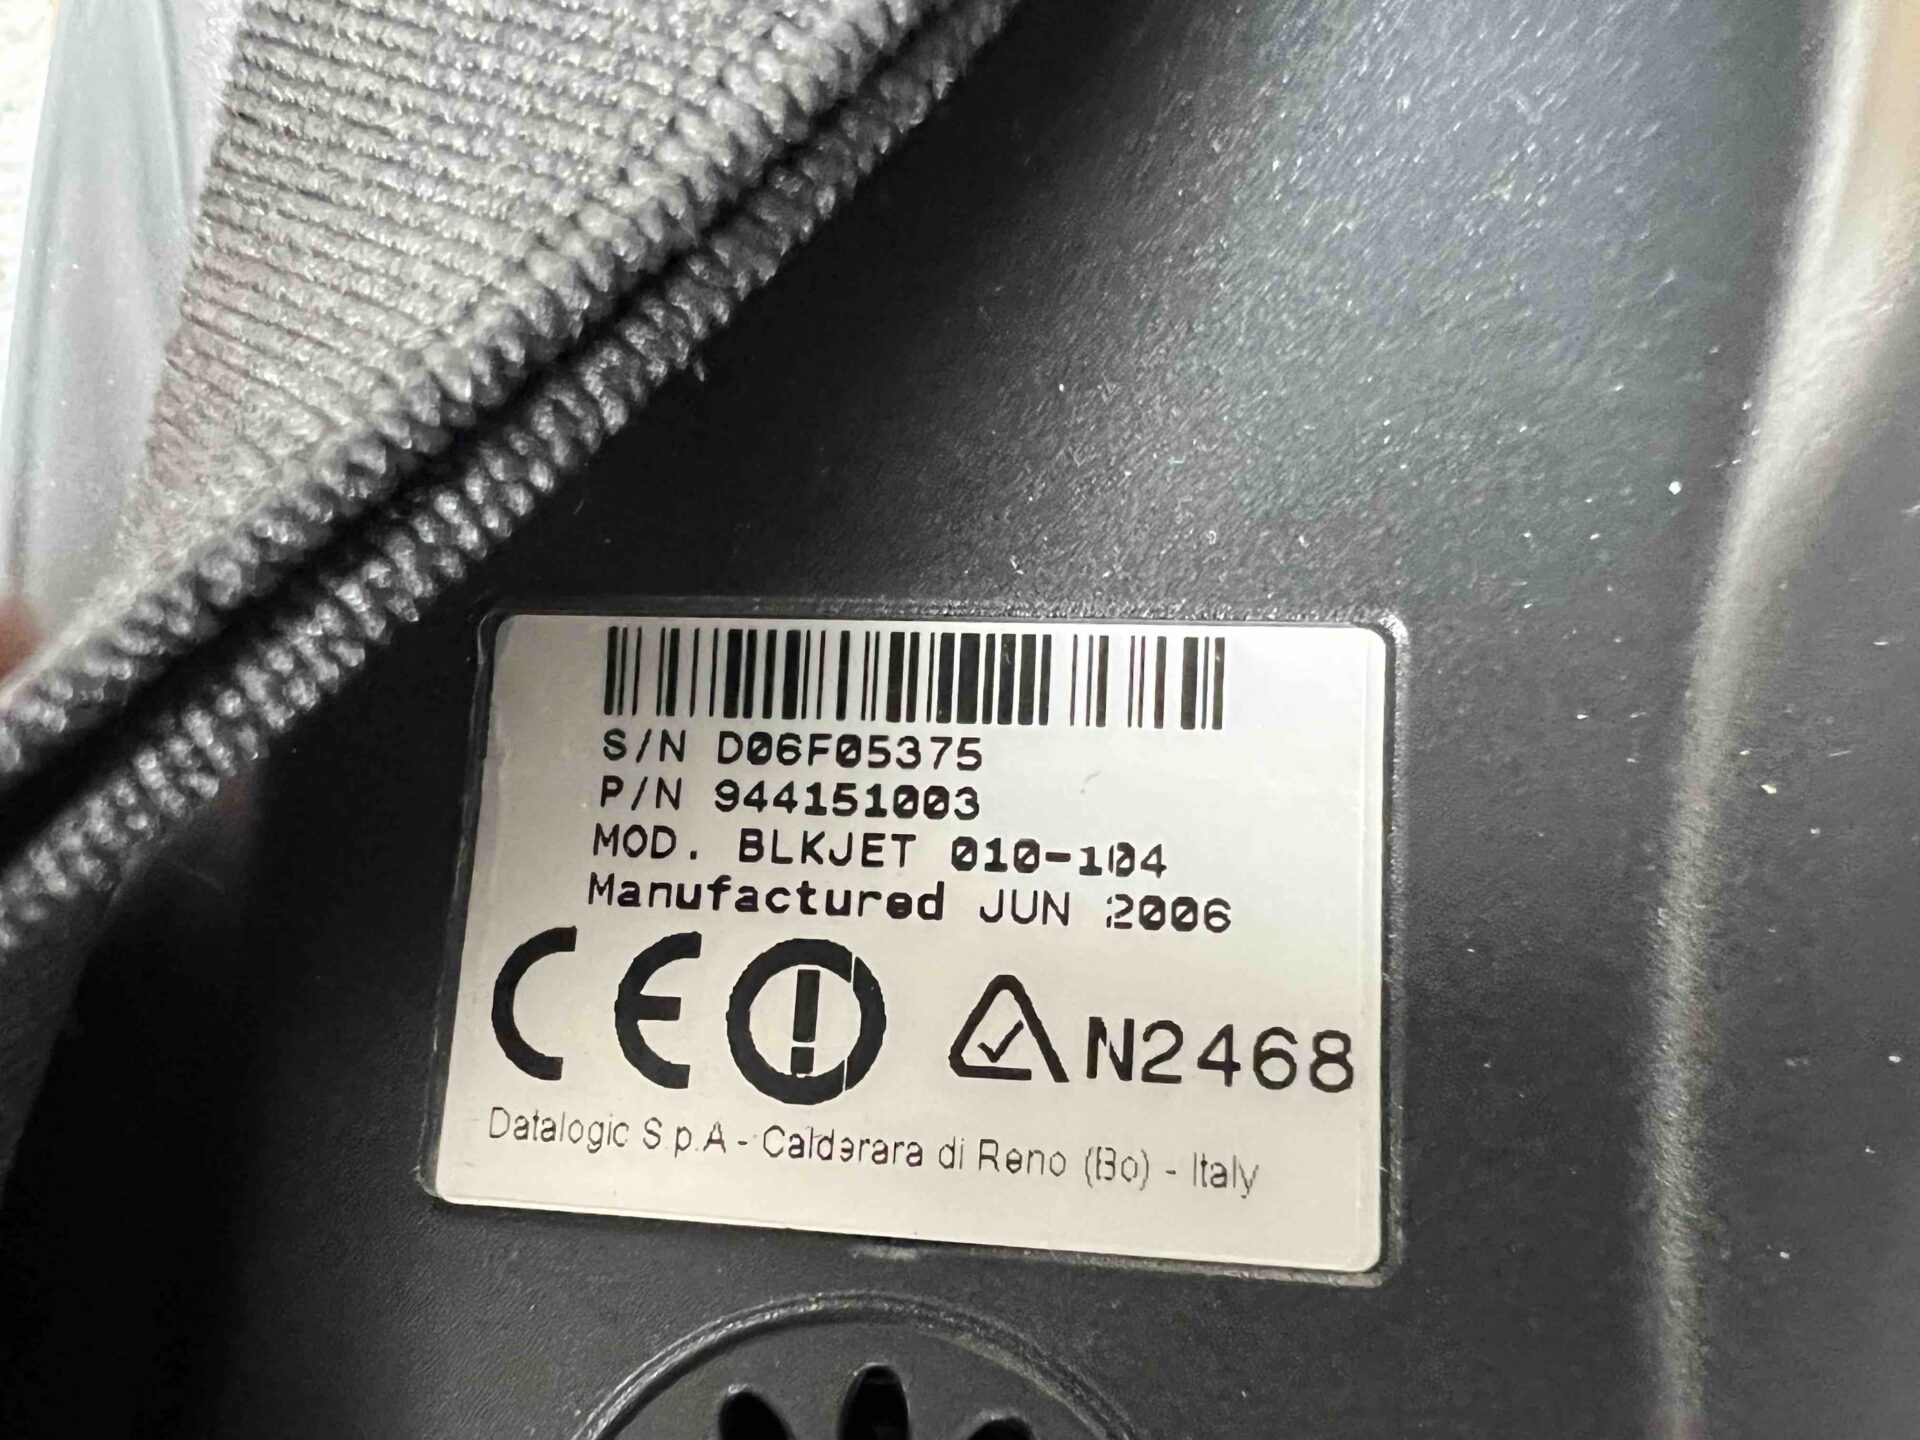 S/N D06F05375
P/N 944151003
MOD. BLKJET 010-104
Manufactured JUN 2006
CE N2468
Datalogic S.p.A - Calderara di Reno (Bo) - Italy